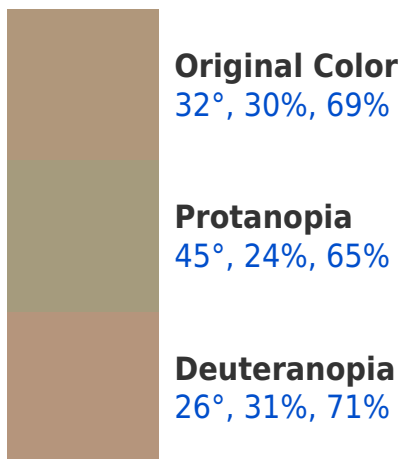 Original Color
32°, 30%, 69%
Protanopia
45°, 24%, 65%
Deuteranopia
26°, 31%, 71%